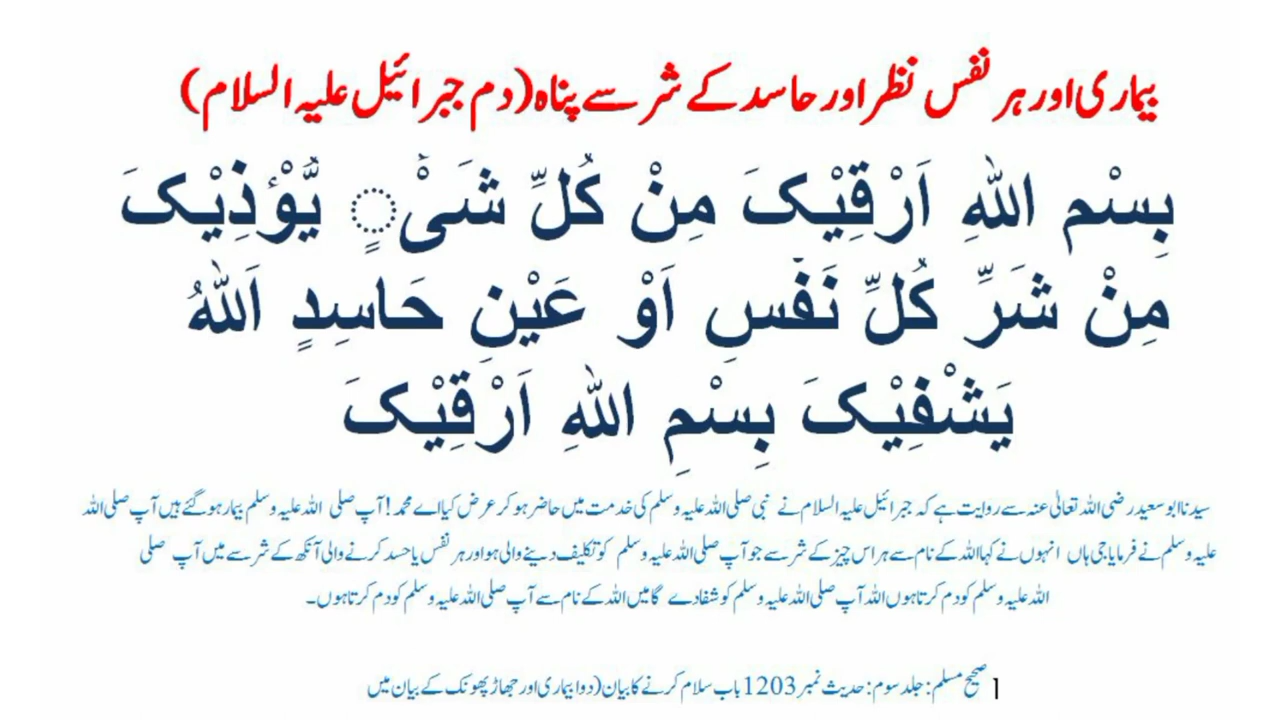 بیماری اور ہر نفس نظر اور حاسد کے شر سے پناہ (دم جبرائیل علیہ السلام)
بِسْمِ اللّٰہِ اَرْقِیْکَ مِنْ کُلِّ شَیْ ٍٔ یُّؤْذِیْکَ
مِنْ شَرِّ کُلِّ نَفْسٍ اَوْ عَیْنِ حَاسِدٍ اَللّٰہُ
یَشْفِیْکَ بِسْمِ اللّٰہِ اَرْقِیْکَ
سیدنا ابوسعید رضی اللہ تعالیٰ عنہ سے روایت ہے کہ جبرائیل علیہ السلام نے نبی صلی اللہ علیہ وسلم کی خدمت میں حاضر ہو کر عرض کیا اے محمد! آپ صلی اللہ علیہ وسلم بیمار ہوگئے ہیں آپ صلی اللہ
علیہ وسلم نے فرمایا جی ہاں انہوں نے کہا اللہ کے نام سے ہر اس چیز کے شر سے جو آپ صلی اللہ علیہ وسلم کو تکلیف دینے والی ہو اور ہر نفس یا حسد کرنے والی آنکھ کے شر سے میں آپ صلی
اللہ علیہ وسلم کو دم کرتا ہوں اللہ آپ صلی اللہ علیہ وسلم کو شفا دے گا میں اللہ کے نام سے آپ صلی اللہ علیہ وسلم کو دم کرتا ہوں۔
1 صحیح مسلم: جلد سوم: حدیث نمبر 1203 باب سلام کرنے کا بیان (دوا بیماری اور جھاڑ پھونک کے بیان میں